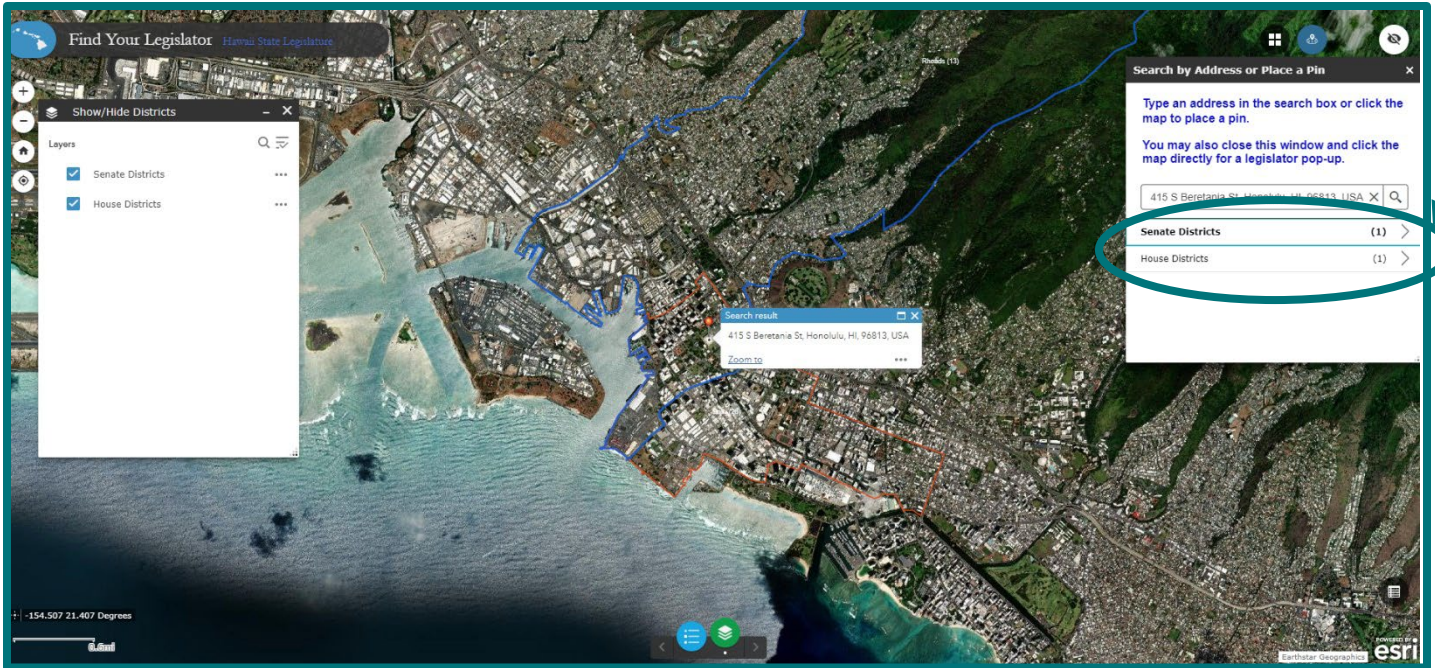 Find Your Legislator Hawaii State Legislature
Rhoads (13)
Show/Hide Districts
Layers
Senate Districts
House Districts
Search by Address or Place a Pin
Type an address in the search box or click the
map to place a pin.
You may also close this window and click the
map directly for a legislator pop-up.
415 S Beretania St, Honolulu, HI, 96813, USA
Senate Districts (1)
House Districts (1)
Search result
415 S Beretania St, Honolulu, HI, 96813, USA
Zoom to
-154.507 21.407 Degrees
0.6mi
Earthstar Geographics
POWERED BY
esri